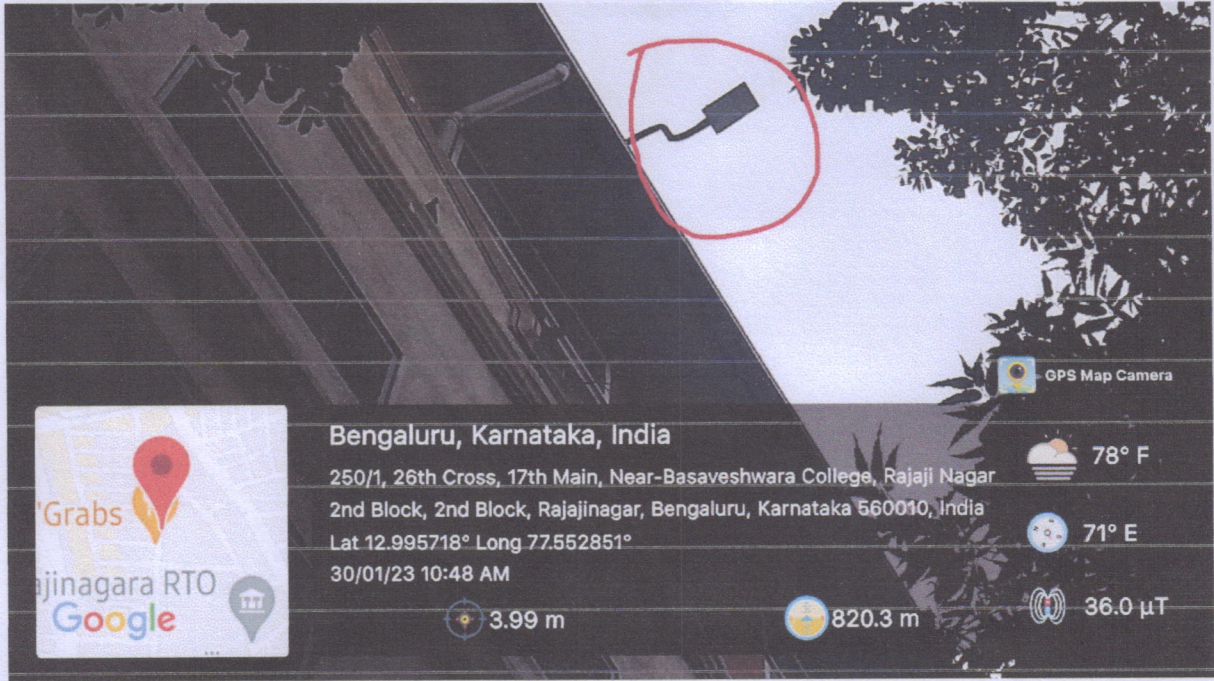 GPS Map Camera
Bengaluru, Karnataka, India
250/1, 26th Cross, 17th Main, Near-Basaveshwara College, Rajaji Nagar
2nd Block, 2nd Block, Rajajinagar, Bengaluru, Karnataka 560010, India
Lat 12.995718° Long 77.552851°
30/01/23 10:48 AM
3.99 m
820.3 m
78° F
71° E
36.0 µT
'Grabs
ajinagara RTO
Google